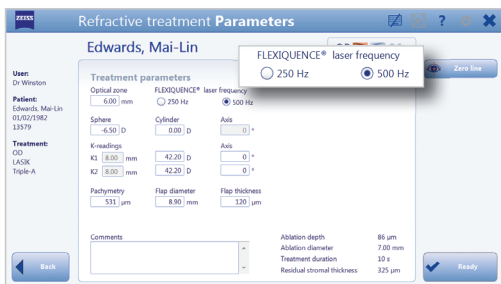 ZEISS
Refractive treatment Parameters
?
Edwards, Mai-Lin
FLEXIQUENCE® laser frequency
250 Hz
500 Hz
Zero line
User:
Dr Winston
Patient:
Edwards, Mai-Lin
01/02/1982
13579
Treatment:
OD
LASIK
Triple-A
Treatment parameters
Optical zone FLEXIQUENCE® laser frequency
6.00 mm 250 Hz 500 Hz
Sphere Cylinder Axis
-6.50 D 0.00 D 0 °
K-readings Axis
K1 8.00 mm 42.20 D 0 °
K2 8.00 mm 42.20 D 0 °
Pachymetry Flap diameter Flap thickness
531 µm 8.90 mm 120 µm
Comments
Ablation depth 86 µm
Ablation diameter 7.00 mm
Treatment duration 10 s
Residual stromal thickness 325 µm
Back
Ready